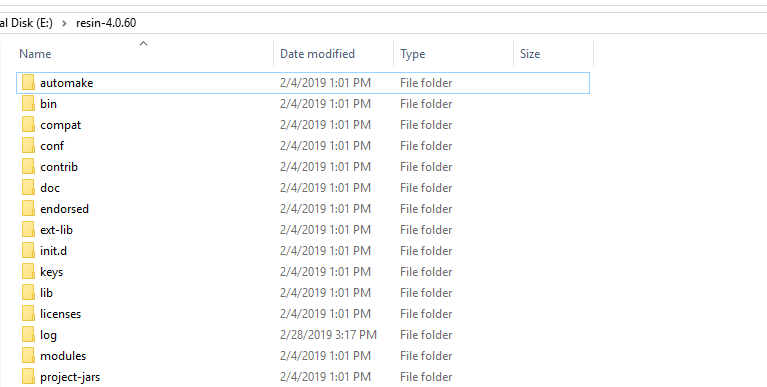 al Disk (E:) > resin-4.0.60
Name Date modified Type Size
automake 2/4/2019 1:01 PM File folder
bin 2/4/2019 1:01 PM File folder
compat 2/4/2019 1:01 PM File folder
conf 2/4/2019 1:01 PM File folder
contrib 2/4/2019 1:01 PM File folder
doc 2/4/2019 1:01 PM File folder
endorsed 2/4/2019 1:01 PM File folder
ext-lib 2/4/2019 1:01 PM File folder
init.d 2/4/2019 1:01 PM File folder
keys 2/4/2019 1:01 PM File folder
lib 2/4/2019 1:01 PM File folder
licenses 2/4/2019 1:01 PM File folder
log 2/28/2019 3:17 PM File folder
modules 2/4/2019 1:01 PM File folder
project-jars 2/4/2019 1:01 PM File folder